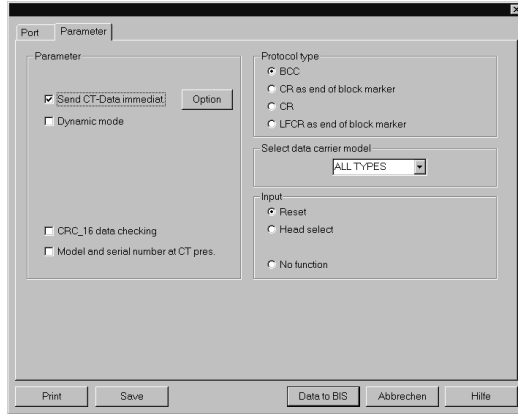 Port Parameter
Parameter
Send CT-Data immediat. Option
Dynamic mode
CRC_16 data checking
Model and serial number at CT pres.
Protocol type
BCC
CR as end of block marker
CR
LFCR as end of block marker
Select data carrier model
ALL TYPES
Input
Reset
Head select
No function
Print Save Data to BIS Abbrechen Hilfe